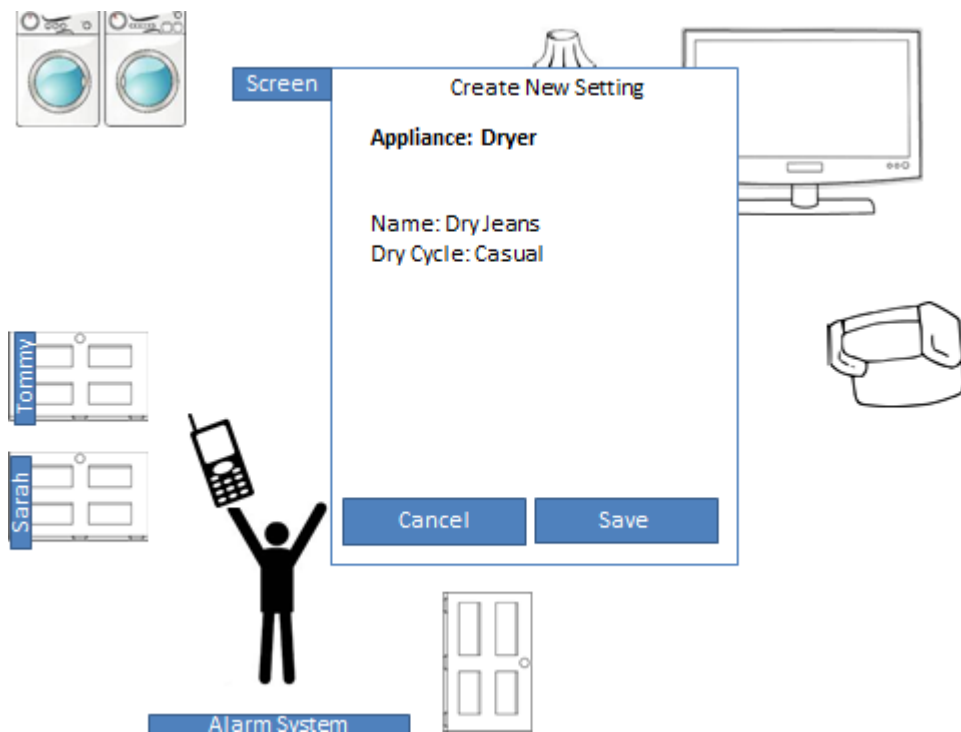 Screen
Create New Setting
Appliance: Dryer
Name: Dry Jeans
Dry Cycle: Casual
Tommy
Sarah
Cancel
Save
Alarm System